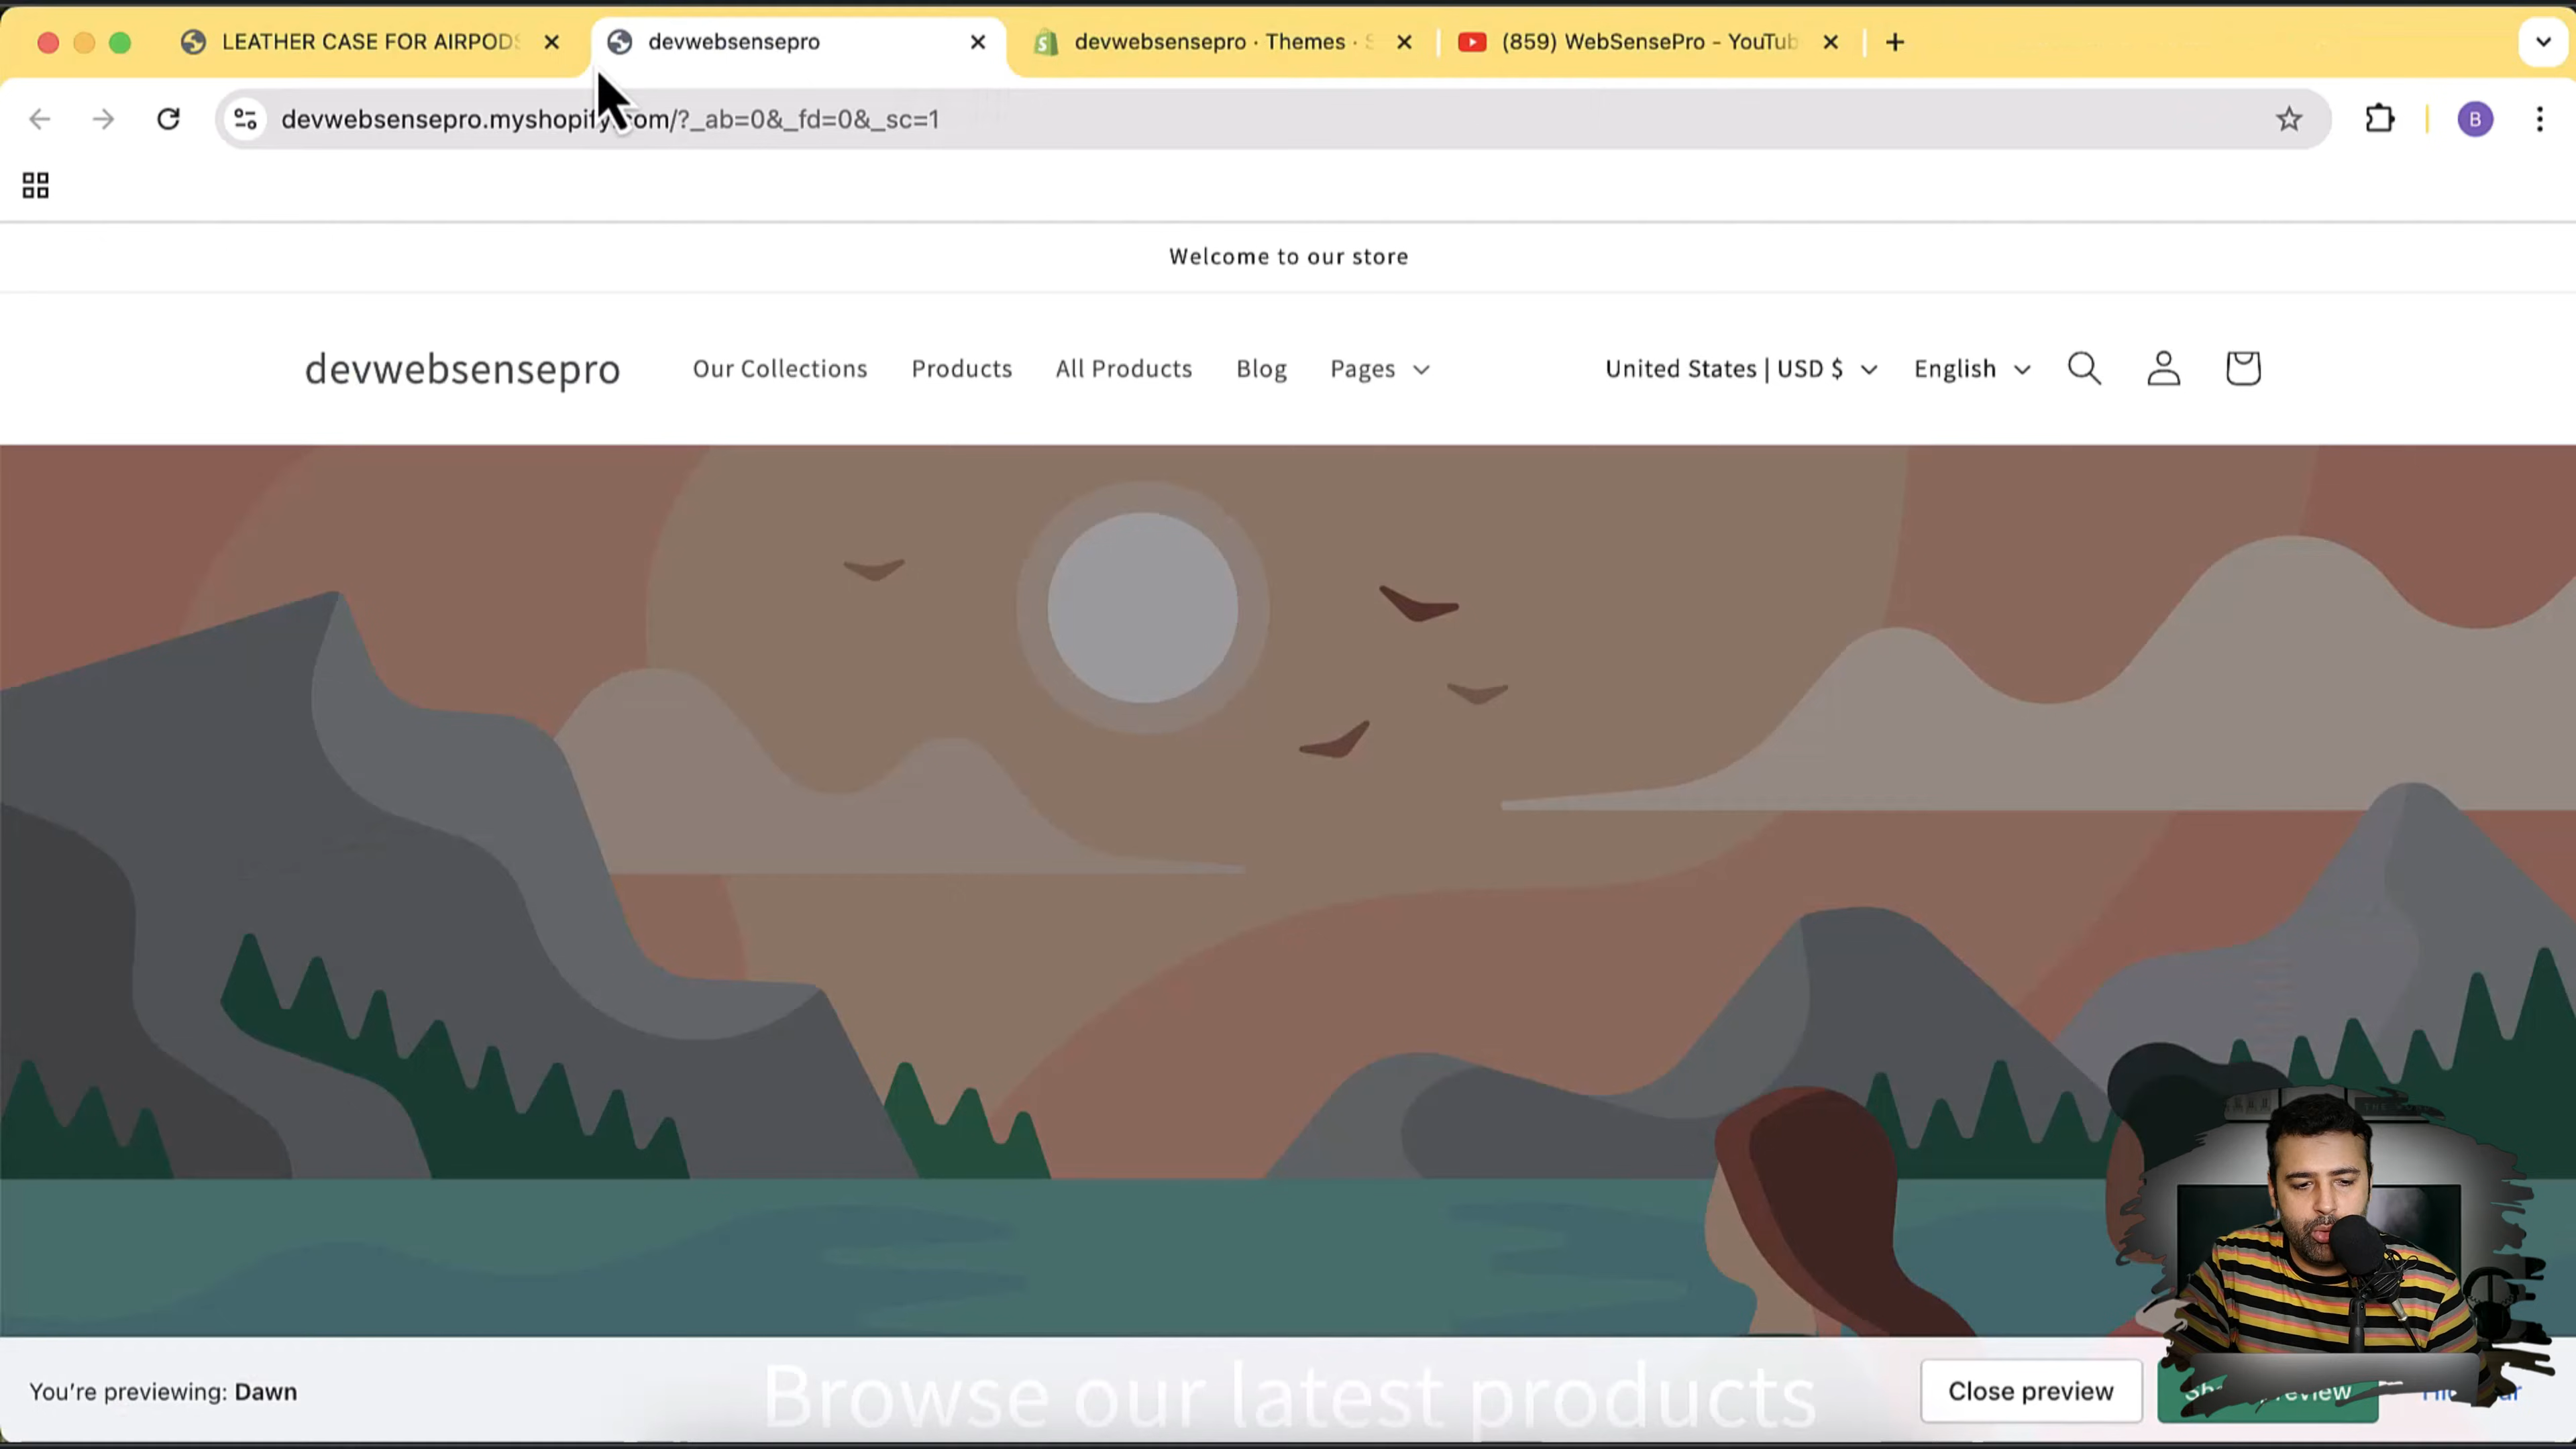 LEATHER CASE FOR AIRPODS
devwebsensepro
devwebsensepro · Themes ·
(859) WebSensePro - YouTub
devwebsensepro.myshopify.com/?_ab=0&_fd=0&_sc=1
B
Welcome to our store
devwebsensepro
Our Collections
Products
All Products
Blog
Pages
United States | USD $
English
You're previewing: Dawn
Browse our latest products
Close preview